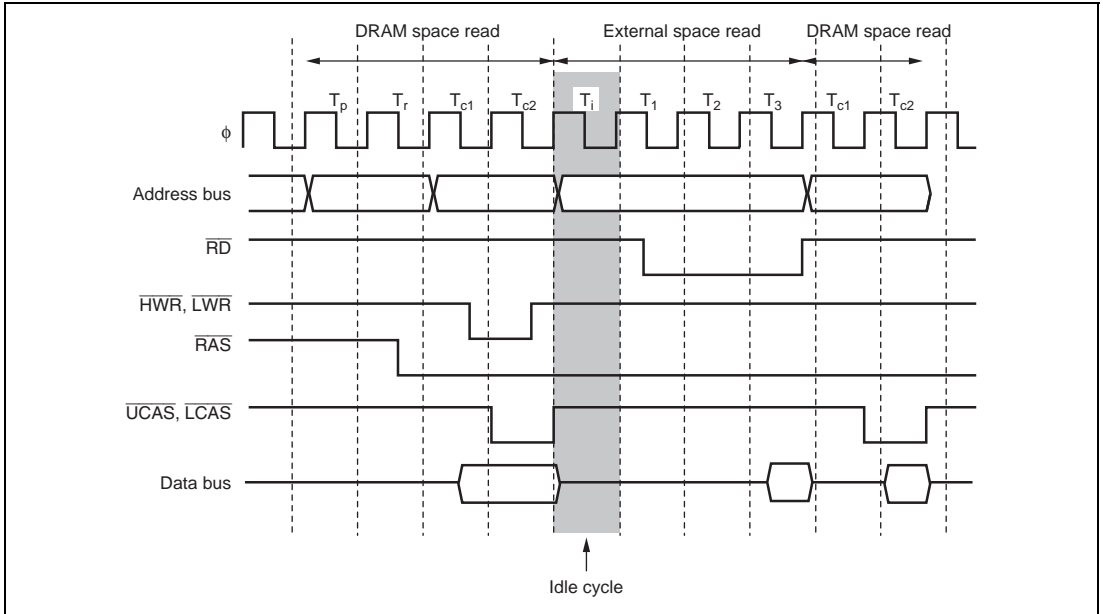 DRAM space read External space read DRAM space read
Tp Tr Tc1 Tc2 Ti T1 T2 T3 Tc1 Tc2
φ
Address bus
RD
HWR, LWR
RAS
UCAS, LCAS
Data bus
Idle cycle